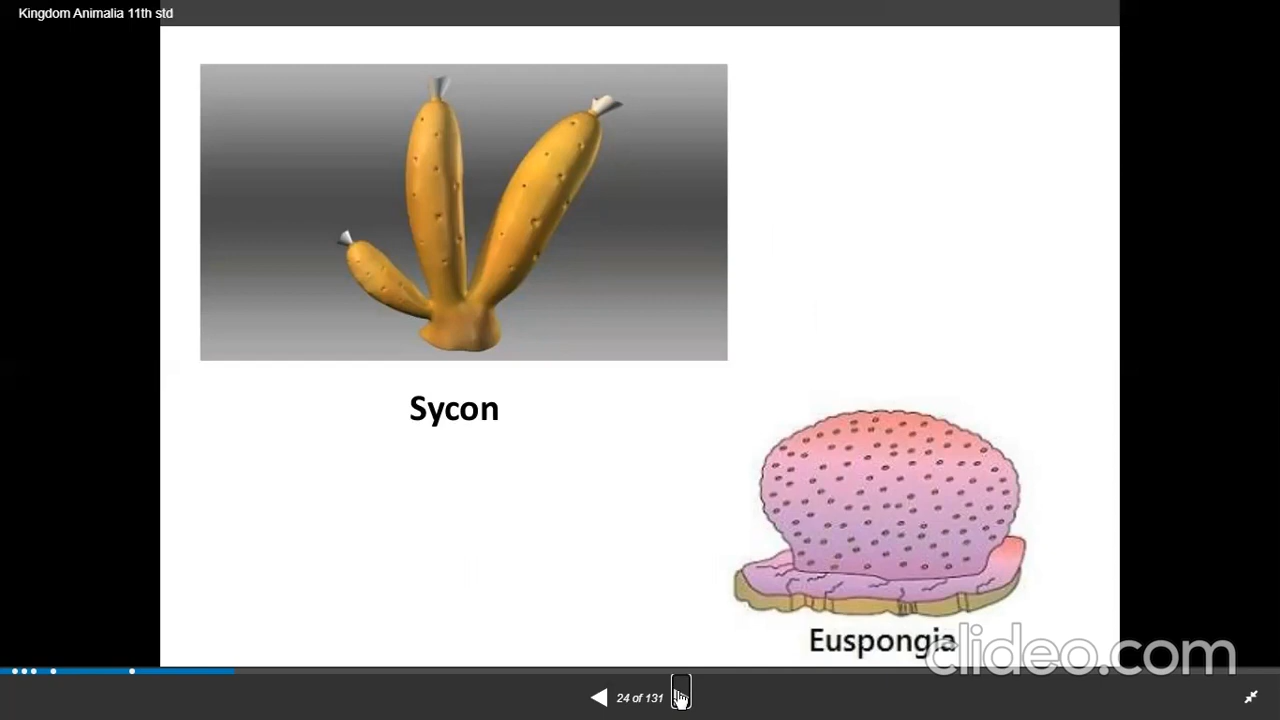 Kingdom Animalia 11th std
Sycon
Euspongia
clideo.com
24 of 131